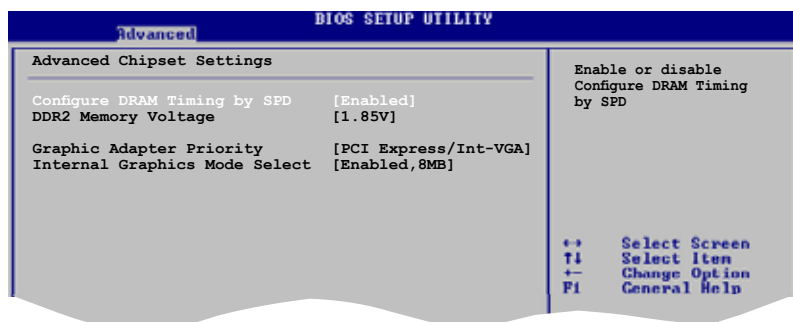 BIOS SETUP UTILITY
Advanced
Advanced Chipset Settings
Configure DRAM Timing by SPD [Enabled]
DDR2 Memory Voltage [1.85V]
Graphic Adapter Priority [PCI Express/Int-VGA]
Internal Graphics Mode Select [Enabled,8MB]
Enable or disable
Configure DRAM Timing
by SPD
←→ Select Screen
↑↓ Select Item
+- Change Option
F1 General Help